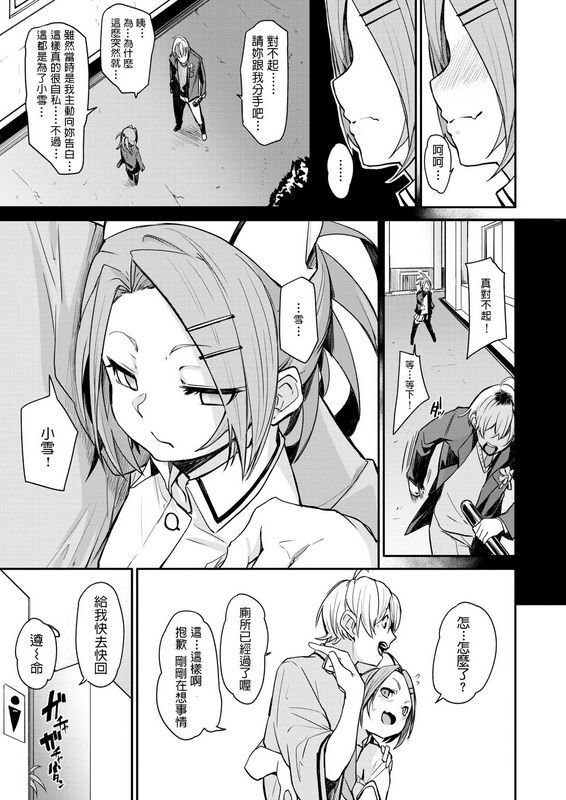 呵呵…
………
對不起……
請妳跟我分手吧…
咦、
為…為什麼
這麼突然就…
雖然當時是我主動向妳告白…
這樣真的很自私……不過…
這都是為了小雪…
真對不起！
等…等下！
…雪…
小雪！
怎…怎麼了？
廁所已經過了喔
這…這樣啊
抱歉 剛剛在想事情
給我快去快回
遵～命